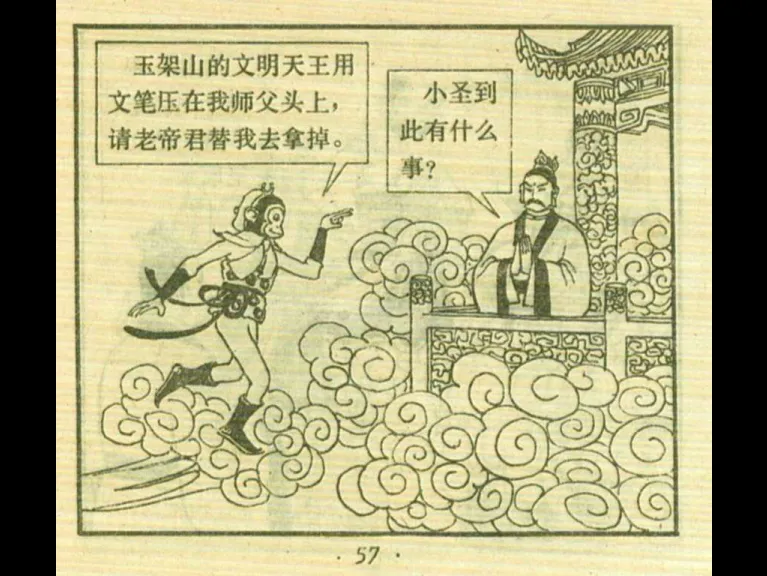 玉架山的文明天王用
文笔压在我师父头上，
请老帝君替我去拿掉。
小圣到
此有什么
事？
· 57 ·